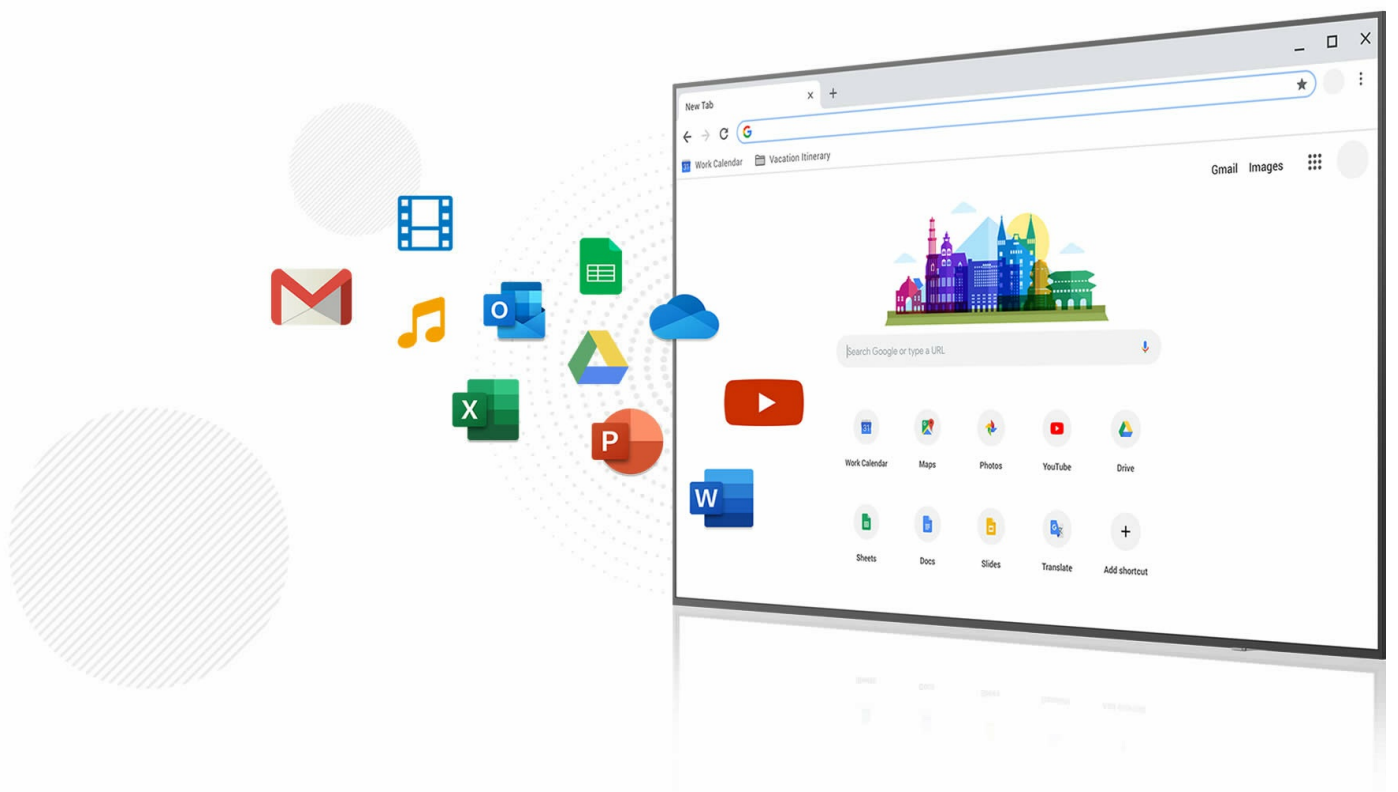 New Tab
Work Calendar
Vacation Itinerary
Gmail Images
O
Search Google or type a URL
X
P
W
Work Calendar Maps Photos YouTube Drive
Sheets Docs Slides Translate Add shortcut